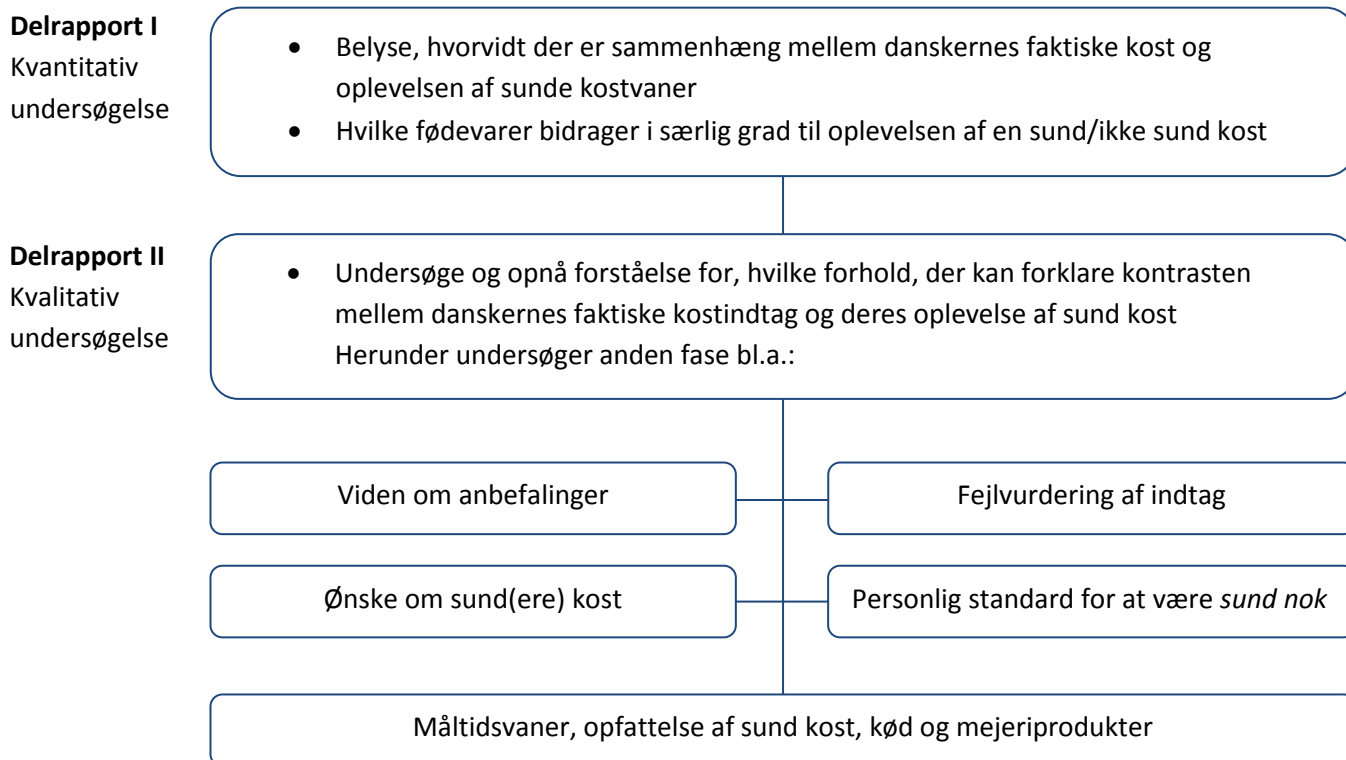 Delrapport I
Kvantitativ
undersøgelse
• Belyse, hvorvidt der er sammenhæng mellem danskernes faktiske kost og
oplevelsen af sunde kostvaner
• Hvilke fødevarer bidrager i særlig grad til oplevelsen af en sund/ikke sund kost
Delrapport II
Kvalitativ
undersøgelse
• Undersøge og opnå forståelse for, hvilke forhold, der kan forklare kontrasten
mellem danskernes faktiske kostindtag og deres oplevelse af sund kost
Herunder undersøger anden fase bl.a.:
Viden om anbefalinger
Fejlvurdering af indtag
Ønske om sund(ere) kost
Personlig standard for at være sund nok
Måltidsvaner, opfattelse af sund kost, kød og mejeriprodukter